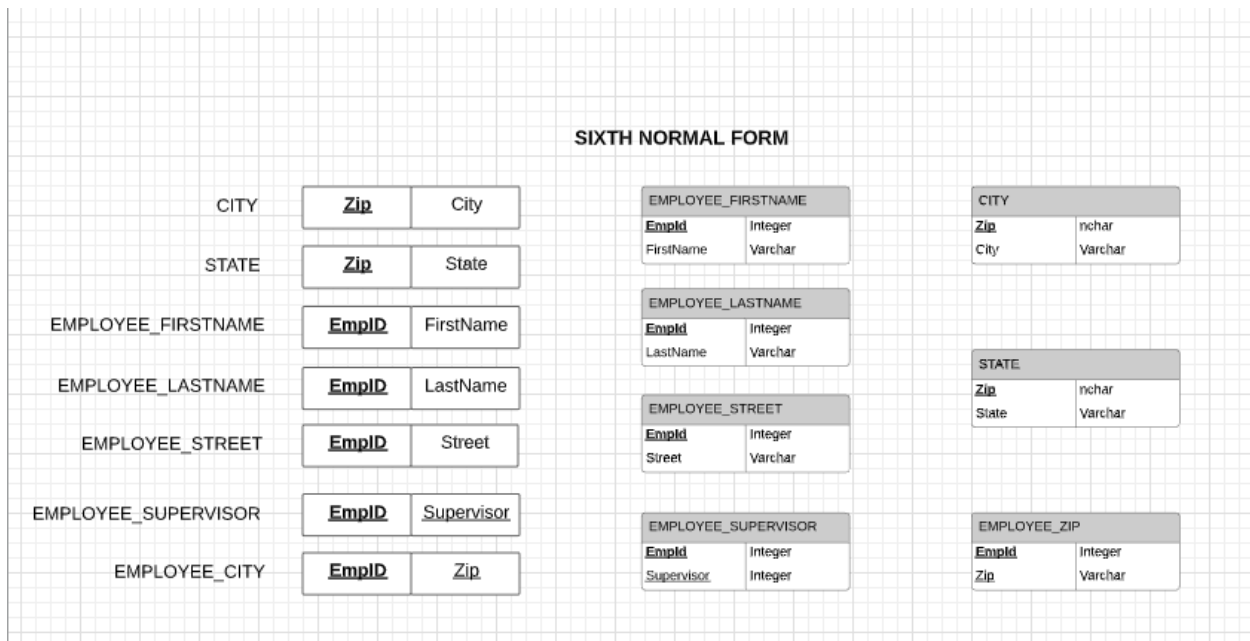 SIXTH NORMAL FORM
CITY Zip City
STATE Zip State
EMPLOYEE_FIRSTNAME EmpID FirstName
EMPLOYEE_LASTNAME EmpID LastName
EMPLOYEE_STREET EmpID Street
EMPLOYEE_SUPERVISOR EmpID Supervisor
EMPLOYEE_CITY EmpID Zip
EMPLOYEE_FIRSTNAME
EmpId Integer
FirstName Varchar
EMPLOYEE_LASTNAME
EmpId Integer
LastName Varchar
EMPLOYEE_STREET
EmpId Integer
Street Varchar
EMPLOYEE_SUPERVISOR
EmpId Integer
Supervisor Integer
CITY
Zip nchar
City Varchar
STATE
Zip nchar
State Varchar
EMPLOYEE_ZIP
EmpId Integer
Zip Varchar